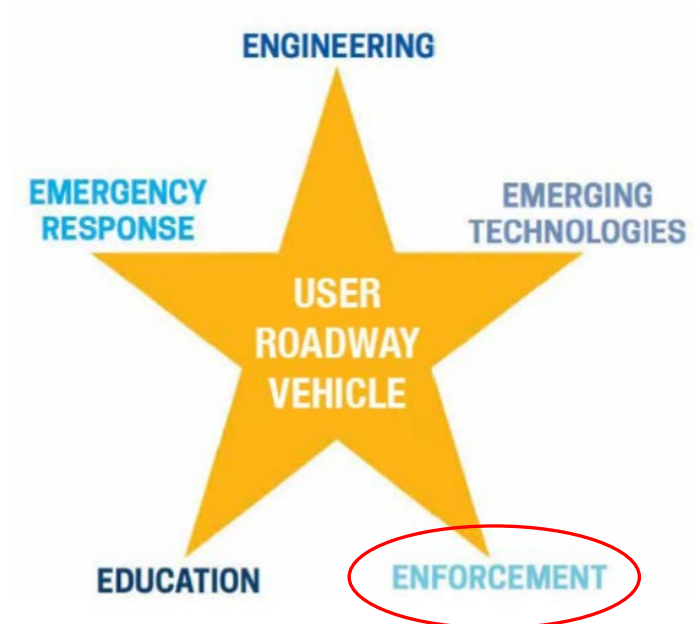 ENGINEERING
EMERGENCY
RESPONSE
EMERGING
TECHNOLOGIES
USER
ROADWAY
VEHICLE
EDUCATION
ENFORCEMENT